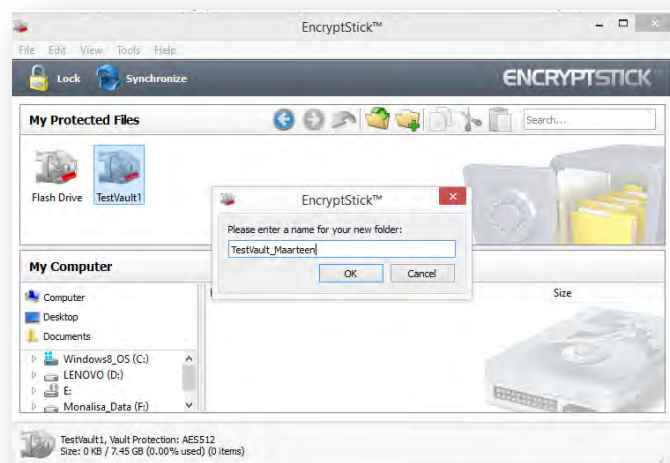 EncryptStick™
File Edit View Tools Help
Lock Synchronize ENCRYPTSTICK
My Protected Files Search...
Flash Drive TestVault1
EncryptStick™
Please enter a name for your new folder:
TestVault_Maarteen
OK Cancel
My Computer
Computer Size
Desktop
Documents
Windows8_OS (C:)
LENOVO (D:)
E:
Monalisa_Data (F:)
TestVault1, Vault Protection: AES512
Size: 0 KB / 7.45 GB (0.00% used) (0 items)